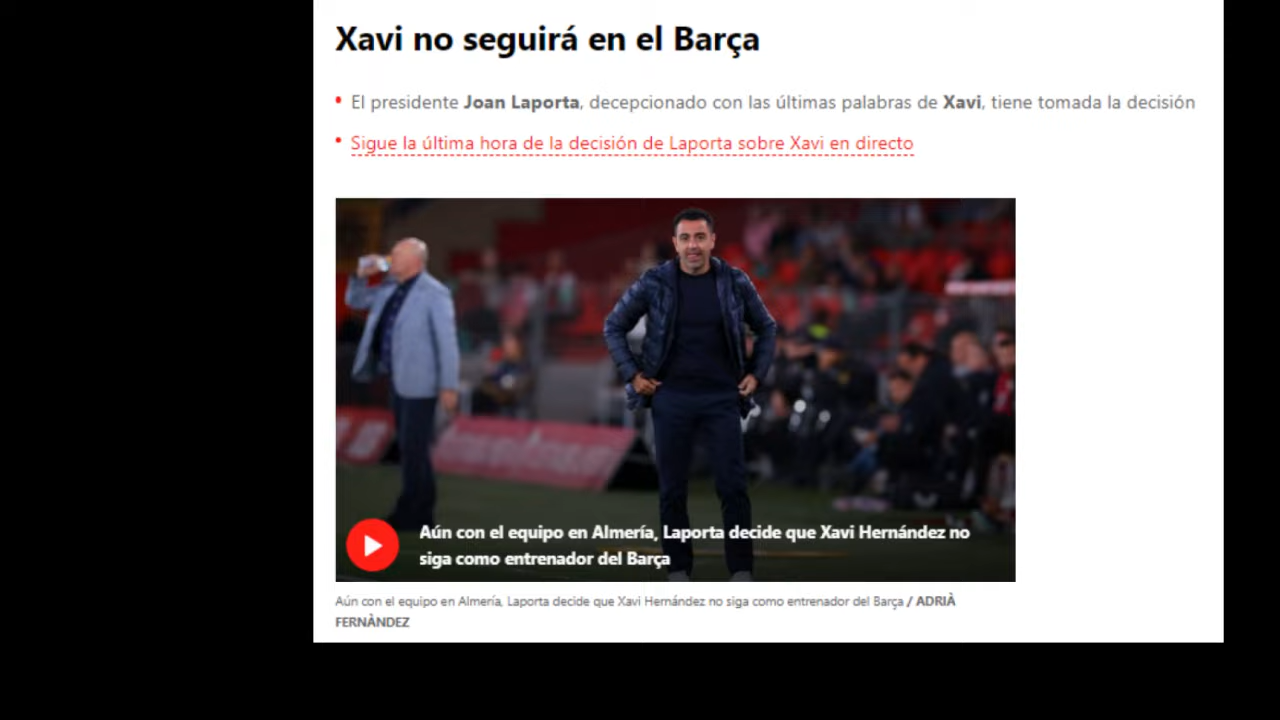 Xavi no seguirá en el Barça
El presidente Joan Laporta, decepcionado con las últimas palabras de Xavi, tiene tomada la decisión
Sigue la última hora de la decisión de Laporta sobre Xavi en directo
Aún con el equipo en Almería, Laporta decide que Xavi Hernández no
siga como entrenador del Barça
Aún con el equipo en Almería, Laporta decide que Xavi Hernández no siga como entrenador del Barça / ADRIÀ
FERNÀNDEZ